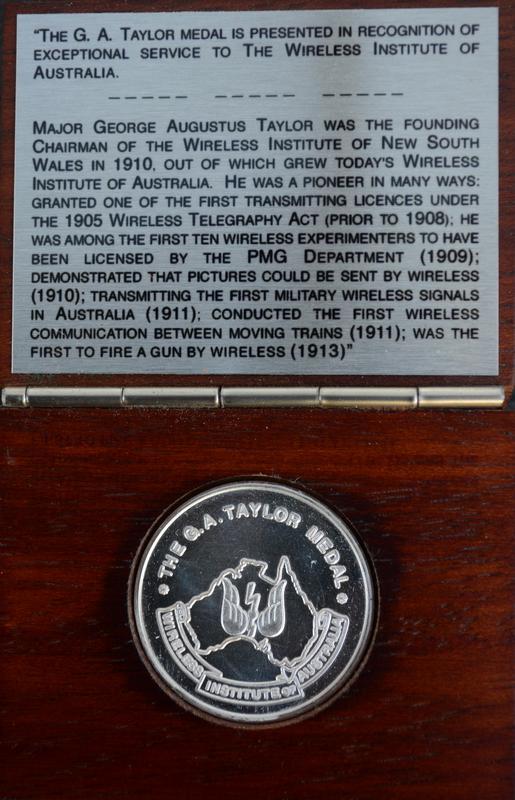 “THE G. A. TAYLOR MEDAL IS PRESENTED IN RECOGNITION OF
EXCEPTIONAL SERVICE TO THE WIRELESS INSTITUTE OF
AUSTRALIA.
MAJOR GEORGE AUGUSTUS TAYLOR WAS THE FOUNDING
CHAIRMAN OF THE WIRELESS INSTITUTE OF NEW SOUTH
WALES IN 1910, OUT OF WHICH GREW TODAY'S WIRELESS
INSTITUTE OF AUSTRALIA. HE WAS A PIONEER IN MANY WAYS:
GRANTED ONE OF THE FIRST TRANSMITTING LICENCES UNDER
THE 1905 WIRELESS TELEGRAPHY ACT (PRIOR TO 1908); HE
WAS AMONG THE FIRST TEN WIRELESS EXPERIMENTERS TO HAVE
BEEN LICENSED BY THE PMG DEPARTMENT (1909);
DEMONSTRATED THAT PICTURES COULD BE SENT BY WIRELESS
(1910); TRANSMITTING THE FIRST MILITARY WIRELESS SIGNALS
IN AUSTRALIA (1911); CONDUCTED THE FIRST WIRELESS
COMMUNICATION BETWEEN MOVING TRAINS (1911); WAS THE
FIRST TO FIRE A GUN BY WIRELESS (1913)”
THE G.A. TAYLOR MEDAL
WIRELESS INSTITUTE OF AUSTRALIA